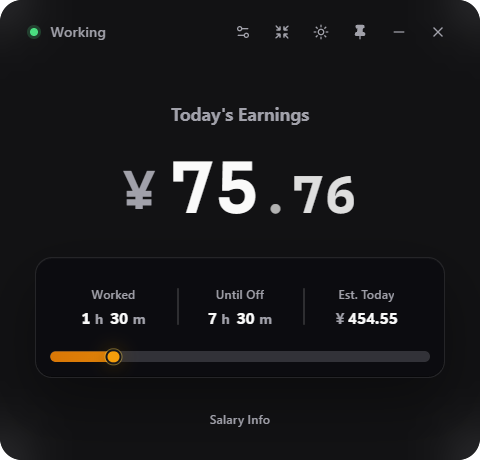 Working
Today's Earnings
¥ 75.76
Worked Until Off Est. Today
1 h 30 m 7 h 30 m ¥ 454.55
Salary Info